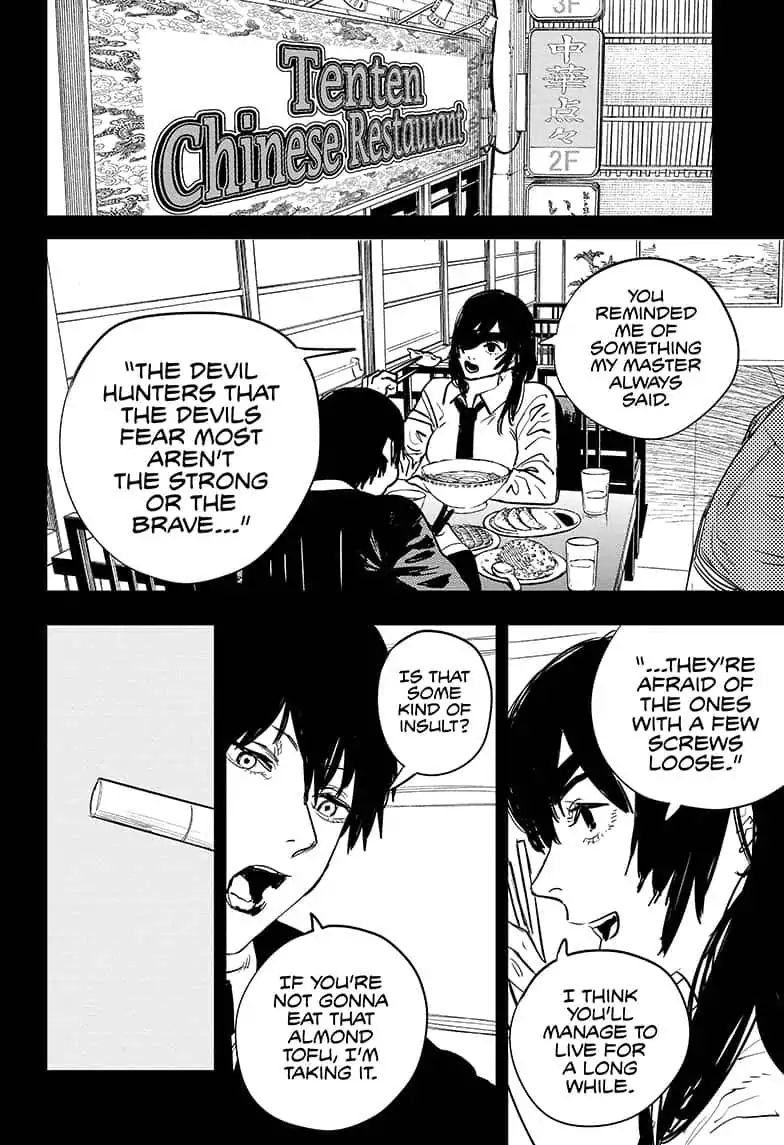 Tenten
Chinese Restaurant
3F
中華点々
2F
い
YOU
REMINDED
ME OF
SOMETHING
MY MASTER
ALWAYS
SAID.
"THE DEVIL
HUNTERS THAT
THE DEVILS
FEAR MOST
AREN'T
THE STRONG
OR THE
BRAVE..."
"...THEY'RE
AFRAID OF
THE ONES
WITH A FEW
SCREWS
LOOSE."
I THINK
YOU'LL
MANAGE TO
LIVE FOR
A LONG
WHILE.
IS THAT
SOME
KIND OF
INSULT?
IF YOU'RE
NOT GONNA
EAT THAT
ALMOND
TOFU, I'M
TAKING IT.